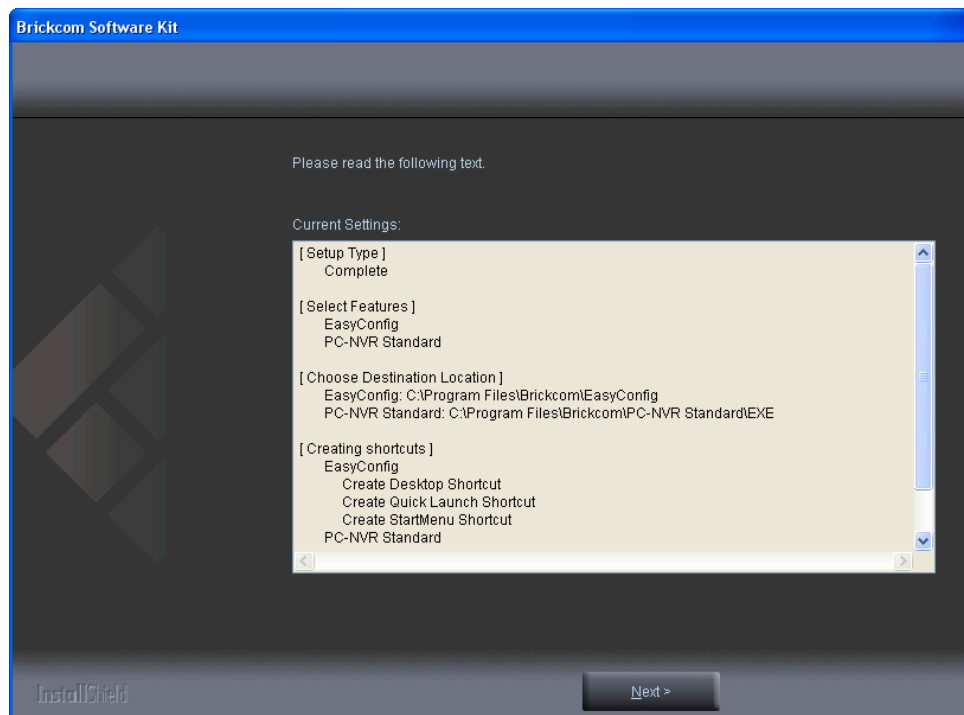 Brickcom Software Kit
Please read the following text.
Current Settings:
[ Setup Type ]
Complete
[ Select Features ]
EasyConfig
PC-NVR Standard
[ Choose Destination Location ]
EasyConfig: C:\Program Files\Brickcom\EasyConfig
PC-NVR Standard: C:\Program Files\Brickcom\PC-NVR Standard\EXE
[ Creating shortcuts ]
EasyConfig
Create Desktop Shortcut
Create Quick Launch Shortcut
Create StartMenu Shortcut
PC-NVR Standard
InstallShield
Next >